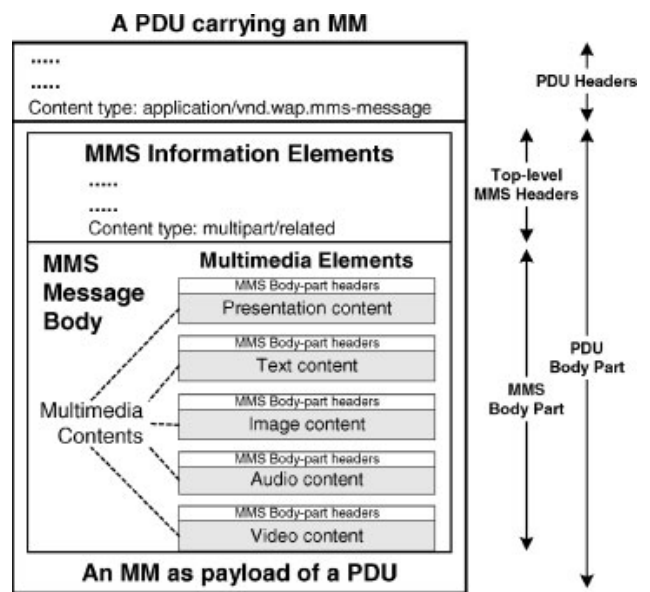 A PDU carrying an MM
.....
.....
Content type: application/vnd.wap.mms-message
MMS Information Elements
.....
.....
Content type: multipart/related
MMS
Message
Body
Multimedia Elements
MMS Body-part headers
Presentation content
MMS Body-part headers
Text content
MMS Body-part headers
Image content
MMS Body-part headers
Audio content
MMS Body-part headers
Video content
Multimedia
Contents
An MM as payload of a PDU
PDU Headers
Top-level
MMS Headers
PDU
Body Part
MMS
Body Part